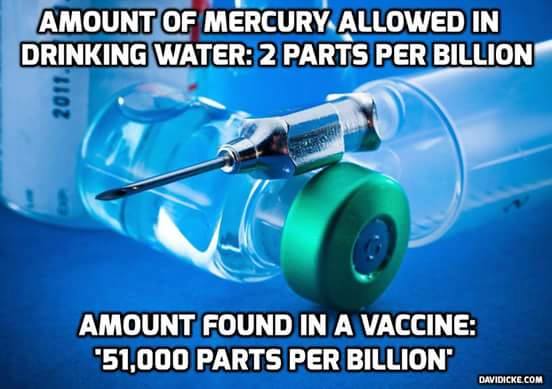 AMOUNT OF MERCURY ALLOWED IN
DRINKING WATER: 2 PARTS PER BILLION
2011.
EXP.
AMOUNT FOUND IN A VACCINE:
"51,000 PARTS PER BILLION"
DAVIDICKE.COM